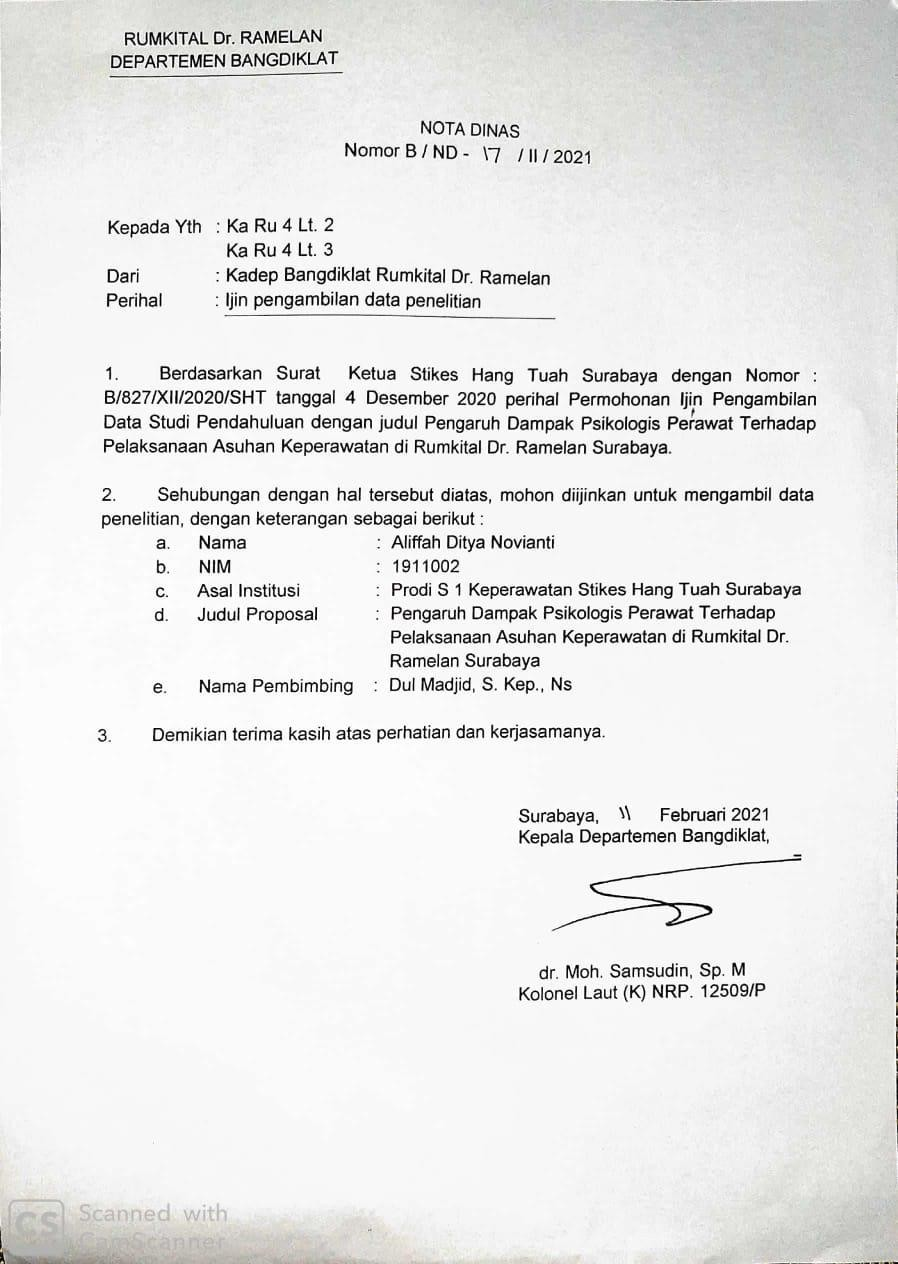 RUMKITAL Dr. RAMELAN
DEPARTEMEN BANGDIKLAT
NOTA DINAS
Nomor B / ND - 17 / II / 2021
Kepada Yth : Ka Ru 4 Lt. 2
Ka Ru 4 Lt. 3
Dari : Kadep Bangdiklat Rumkital Dr. Ramelan
Perihal : Ijin pengambilan data penelitian
1. Berdasarkan Surat Ketua Stikes Hang Tuah Surabaya dengan Nomor :
B/827/XII/2020/SHT tanggal 4 Desember 2020 perihal Permohonan Ijin Pengambilan
Data Studi Pendahuluan dengan judul Pengaruh Dampak Psikologis Perawat Terhadap
Pelaksanaan Asuhan Keperawatan di Rumkital Dr. Ramelan Surabaya.
2. Sehubungan dengan hal tersebut diatas, mohon diijinkan untuk mengambil data
penelitian, dengan keterangan sebagai berikut :
a. Nama : Aliffah Ditya Novianti
b. NIM : 1911002
c. Asal Institusi : Prodi S 1 Keperawatan Stikes Hang Tuah Surabaya
d. Judul Proposal : Pengaruh Dampak Psikologis Perawat Terhadap
Pelaksanaan Asuhan Keperawatan di Rumkital Dr.
Ramelan Surabaya
e. Nama Pembimbing : Dul Madjid, S. Kep., Ns
3. Demikian terima kasih atas perhatian dan kerjasamanya.
Surabaya, 11 Februari 2021
Kepala Departemen Bangdiklat,
dr. Moh. Samsudin, Sp. M
Kolonel Laut (K) NRP. 12509/P
CS Scanned with
CamScanner